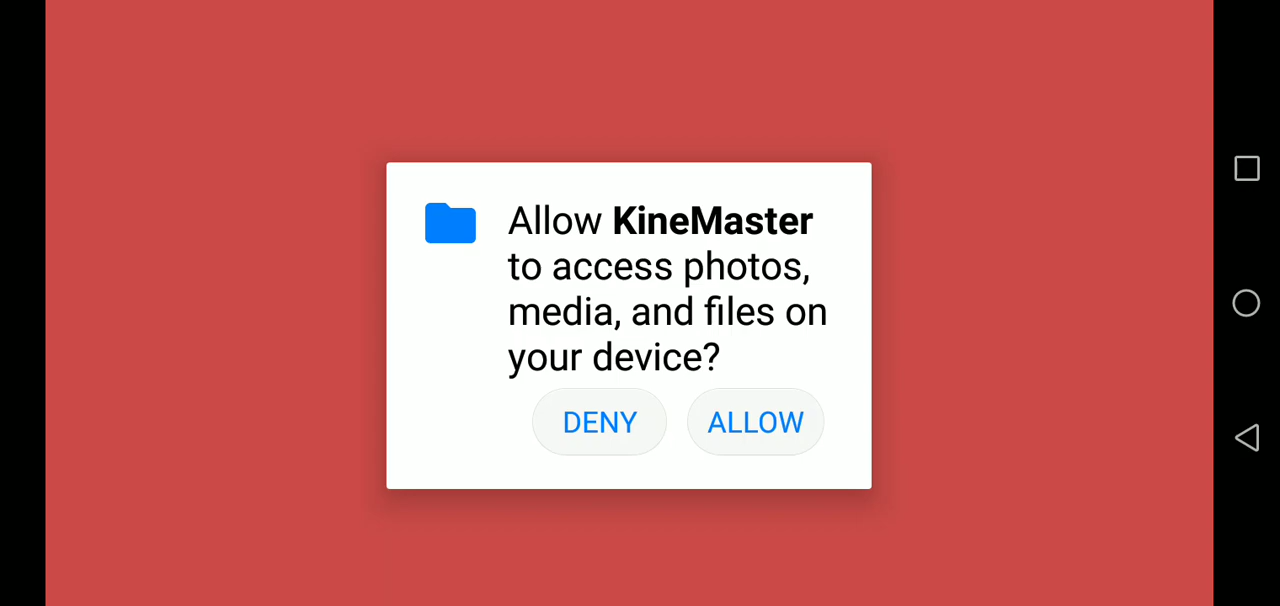 Allow KineMaster
to access photos,
media, and files on
your device?
DENY ALLOW